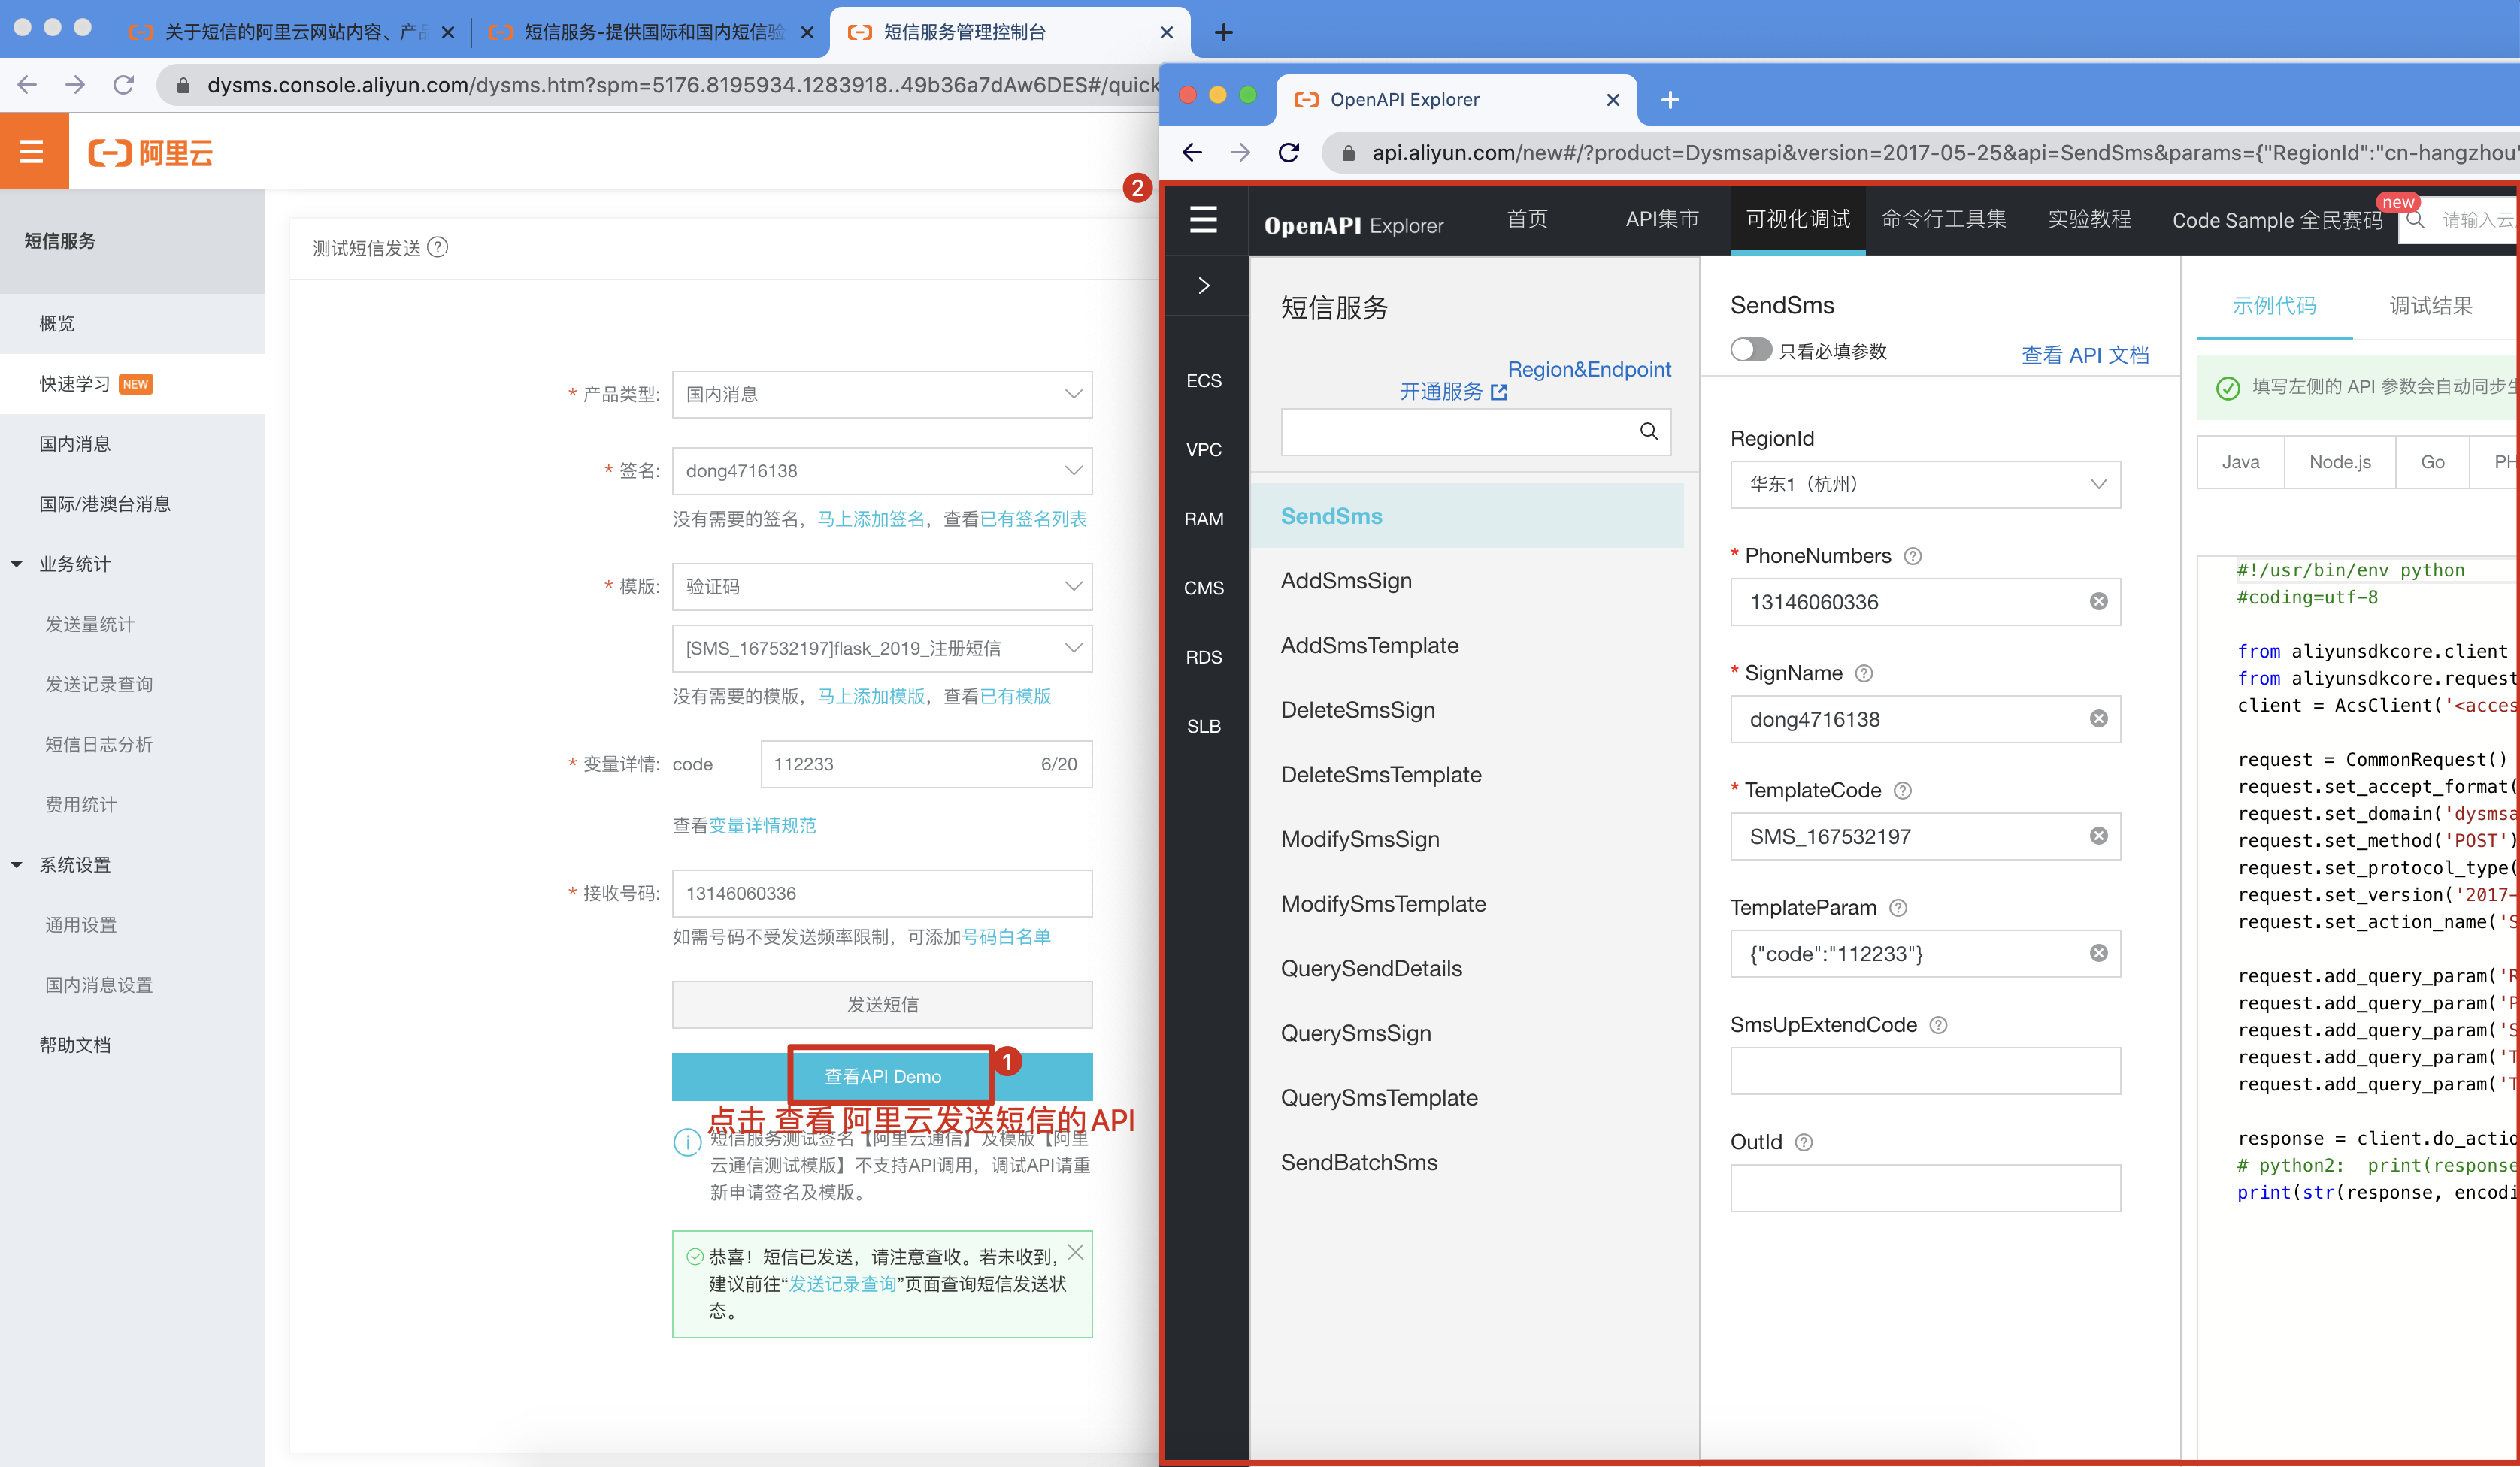 关于短信的阿里云网站内容、产品
短信服务-提供国际和国内短信验
短信服务管理控制台
dysms.console.aliyun.com/dysms.htm?spm=5176.8195934.1283918..49b36a7dAw6DES#/quick
阿里云
短信服务
概览
快速学习 NEW
国内消息
国际/港澳台消息
业务统计
发送量统计
发送记录查询
短信日志分析
费用统计
系统设置
通用设置
国内消息设置
帮助文档
测试短信发送
* 产品类型: 国内消息
* 签名: dong4716138
没有需要的签名，马上添加签名，查看已有签名列表
* 模版: 验证码
[SMS_167532197]flask_2019_注册短信
没有需要的模版，马上添加模版，查看已有模版
* 变量详情: code 112233 6/20
查看变量详情规范
* 接收号码: 13146060336
如需号码不受发送频率限制，可添加号码白名单
发送短信
查看API Demo
1
点击 查看 阿里云发送短信的 API
短信服务测试签名【阿里云通信】及模版【阿里
云通信测试模版】不支持API调用，调试API请重
新申请签名及模版。
恭喜！短信已发送，请注意查收。若未收到，
建议前往“发送记录查询”页面查询短信发送状
态。
2
OpenAPI Explorer
api.aliyun.com/new#/?product=Dysmsapi&version=2017-05-25&api=SendSms&params={"RegionId":"cn-hangzhou"
OpenAPI Explorer
首页
API集市
可视化调试
命令行工具集
实验教程
Code Sample 全民赛码
new
请输入云
ECS
VPC
RAM
CMS
RDS
SLB
短信服务
Region&Endpoint
开通服务
SendSms
AddSmsSign
AddSmsTemplate
DeleteSmsSign
DeleteSmsTemplate
ModifySmsSign
ModifySmsTemplate
QuerySendDetails
QuerySmsSign
QuerySmsTemplate
SendBatchSms
SendSms
只看必填参数
查看 API 文档
RegionId
华东1（杭州）
* PhoneNumbers
13146060336
* SignName
dong4716138
* TemplateCode
SMS_167532197
TemplateParam
{"code":"112233"}
SmsUpExtendCode
OutId
示例代码
调试结果
填写左侧的 API 参数会自动同步
Java
Node.js
Go
PH
#!/usr/bin/env python
#coding=utf-8
from aliyunsdkcore.client
from aliyunsdkcore.request
client = AcsClient('<acces
request = CommonRequest()
request.set_accept_format(
request.set_domain('dysmsa
request.set_method('POST')
request.set_protocol_type(
request.set_version('2017-
request.set_action_name('S
request.add_query_param('R
request.add_query_param('P
request.add_query_param('S
request.add_query_param('T
request.add_query_param('T
response = client.do_actio
# python2:  print(response
print(str(response, encodi